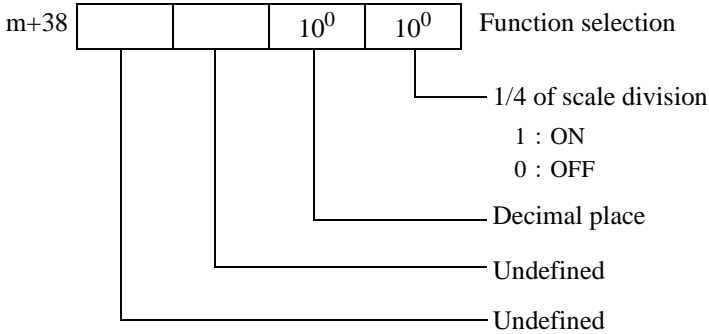 m+38 10⁰ 10⁰ Function selection
1/4 of scale division
1 : ON
0 : OFF
Decimal place
Undefined
Undefined